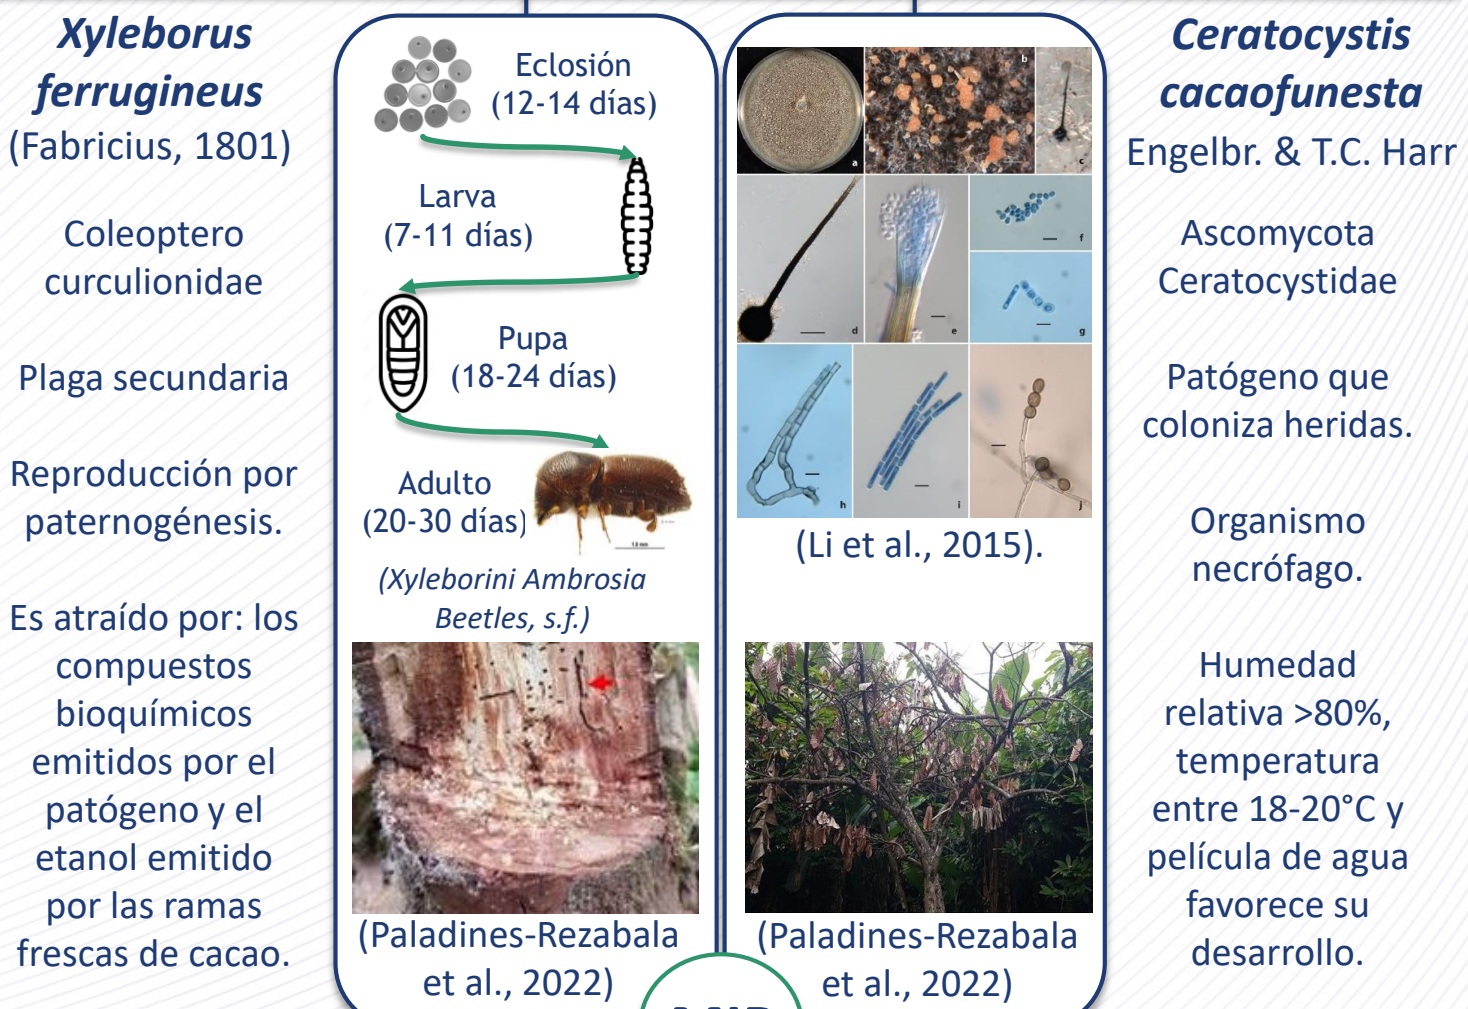 Xyleborus
ferrugineus
(Fabricius, 1801)
Coleoptero
curculionidae
Plaga secundaria
Reproducción por
paternogénesis.
Es atraído por: los
compuestos
bioquímicos
emitidos por el
patógeno y el
etanol emitido
por las ramas
frescas de cacao.
Eclosión
(12-14 días)
Larva
(7-11 días)
Pupa
(18-24 días)
Adulto
(20-30 días)
1.0 mm
(Xyleborini Ambrosia
Beetles, s.f.)
(Paladines-Rezabala
et al., 2022)
a
b
c
d
e
f
g
h
i
j
(Li et al., 2015).
(Paladines-Rezabala
et al., 2022)
Ceratocystis
cacaofunesta
Engelbr. & T.C. Harr
Ascomycota
Ceratocystidae
Patógeno que
coloniza heridas.
Organismo
necrófago.
Humedad
relativa >80%,
temperatura
entre 18-20°C y
película de agua
favorece su
desarrollo.